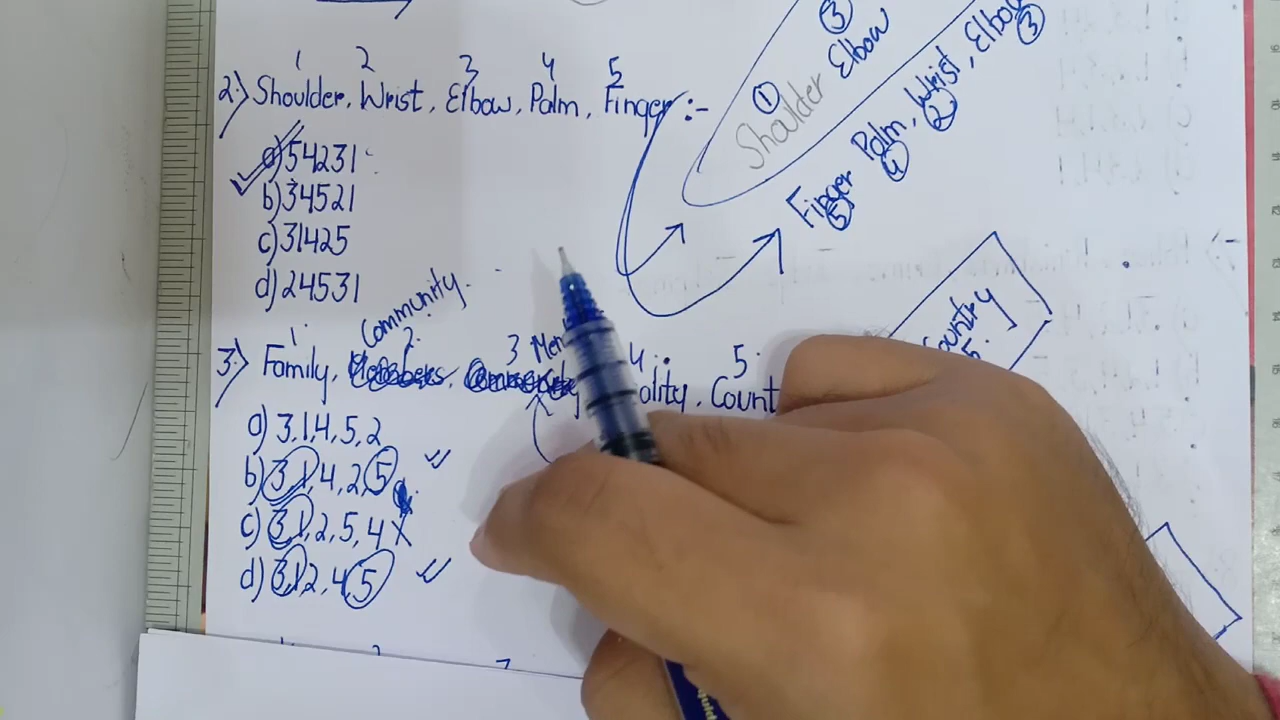 1 2 3 4 5
2.) Shoulder, Wrist, Elbow, Palm, Finger :-
a) 54231
b) 34521
c) 31425
d) 24531
Community.
1 2. 3 4 5
3.) Family, Count
a) 3,1,4,5,2
b) 3,1,4,2,5
c) 3,1,2,5,4 X
d) 3,1,2,4,5
3
Shoulder Elbow
1
Finger Palm, Wrist, Elbow
5 4 2 3
Country
5.